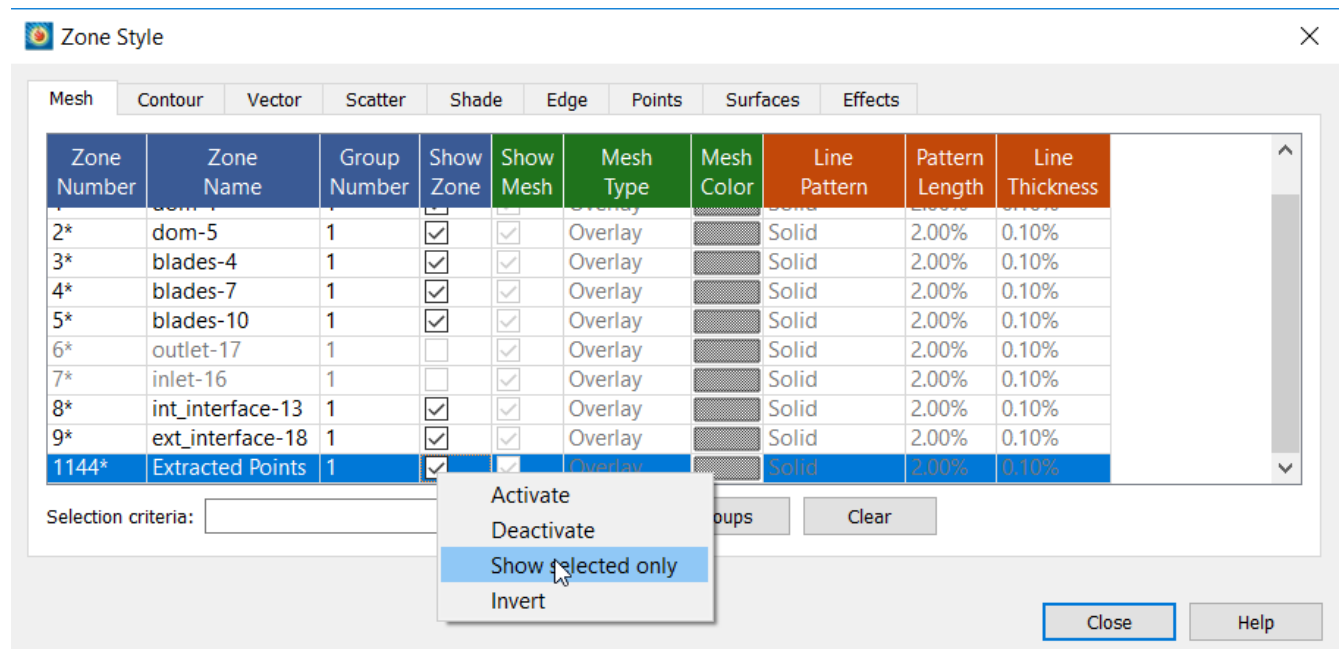 Zone Style
Mesh Contour Vector Scatter Shade Edge Points Surfaces Effects
Zone Number Zone Name Group Number Show Zone Show Mesh Mesh Type Mesh Color Line Pattern Pattern Length Line Thickness
2* dom-5 1 Overlay Solid 2.00% 0.10%
3* blades-4 1 Overlay Solid 2.00% 0.10%
4* blades-7 1 Overlay Solid 2.00% 0.10%
5* blades-10 1 Overlay Solid 2.00% 0.10%
6* outlet-17 1 Overlay Solid 2.00% 0.10%
7* inlet-16 1 Overlay Solid 2.00% 0.10%
8* int_interface-13 1 Overlay Solid 2.00% 0.10%
9* ext_interface-18 1 Overlay Solid 2.00% 0.10%
1144* Extracted Points 1 Overlay Solid 2.00% 0.10%
Selection criteria: oups Clear
Activate
Deactivate
Show selected only
Invert
Close Help